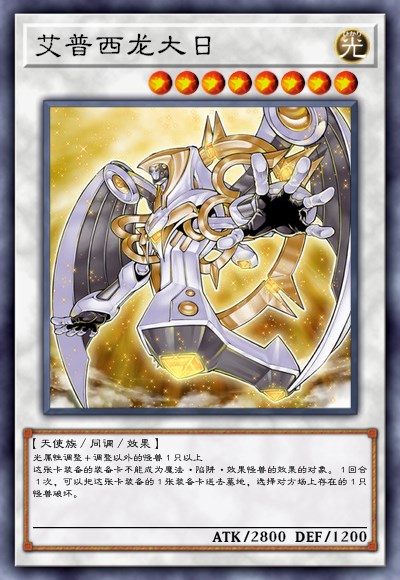 艾普西龙大日
ひかり
光
【天使族／同调／效果】
光属性调整＋调整以外的怪兽１只以上
这张卡装备的装备卡不能成为魔法·陷阱·效果怪兽的效果的对象。１回合
１次，可以把这张卡装备的１张装备卡送去墓地，选择对方场上存在的１只
怪兽破坏。
ATK/2800 DEF/1200